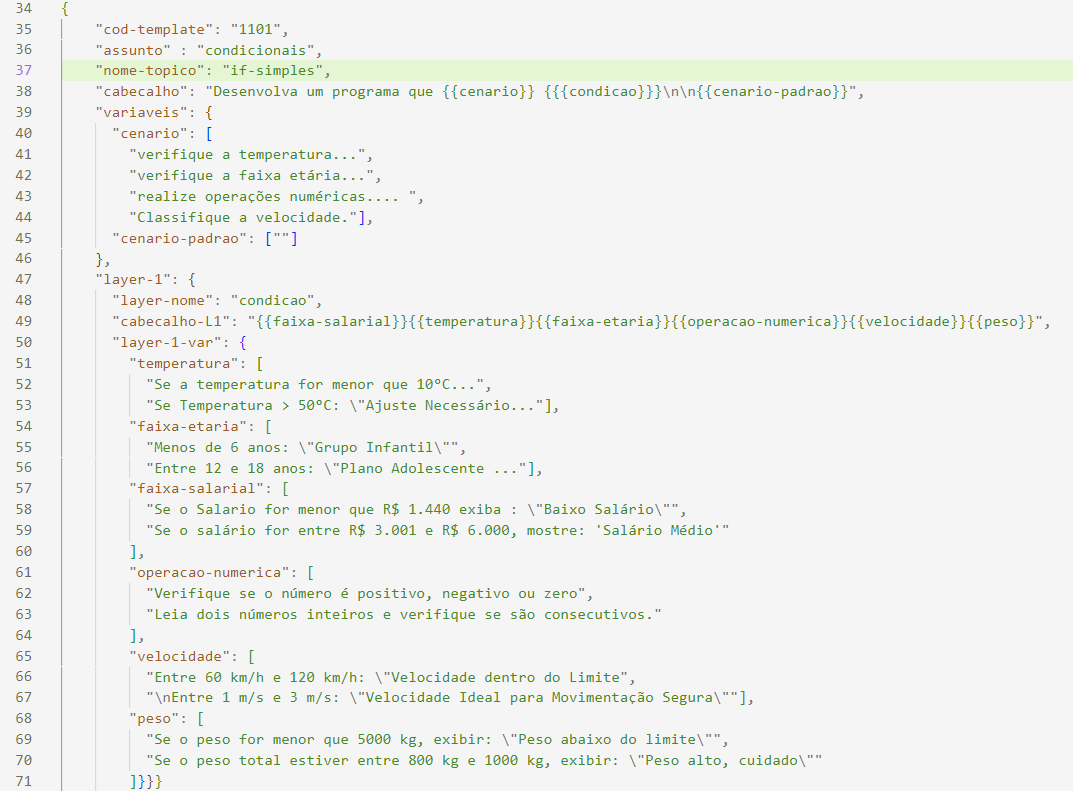 34 {
35 "cod-template": "1101",
36 "assunto" : "condicionais",
37 "nome-topico": "if-simples",
38 "cabecalho": "Desenvolva um programa que {{cenario}} {{{condicao}}}\n\n{{cenario-padrao}}",
39 "variaveis": {
40 "cenario": [
41 "verifique a temperatura...",
42 "verifique a faixa etária...",
43 "realize operações numéricas.... ",
44 "Classifique a velocidade."],
45 "cenario-padrao": [""]
46 },
47 "layer-1": {
48 "layer-nome": "condicao",
49 "cabecalho-L1": "{{faixa-salarial}}{{temperatura}}{{faixa-etaria}}{{operacao-numerica}}{{velocidade}}{{peso}}",
50 "layer-1-var": {
51 "temperatura": [
52 "Se a temperatura for menor que 10°C...",
53 "Se Temperatura > 50°C: \"Ajuste Necessário..."],
54 "faixa-etaria": [
55 "Menos de 6 anos: \"Grupo Infantil\"",
56 "Entre 12 e 18 anos: \"Plano Adolescente ..."],
57 "faixa-salarial": [
58 "Se o Salario for menor que R$ 1.440 exiba : \"Baixo Salário\"",
59 "Se o salário for entre R$ 3.001 e R$ 6.000, mostre: 'Salário Médio'"
60 ],
61 "operacao-numerica": [
62 "Verifique se o número é positivo, negativo ou zero",
63 "Leia dois números inteiros e verifique se são consecutivos."
64 ],
65 "velocidade": [
66 "Entre 60 km/h e 120 km/h: \"Velocidade dentro do Limite",
67 "\nEntre 1 m/s e 3 m/s: \"Velocidade Ideal para Movimentação Segura\""],
68 "peso": [
69 "Se o peso for menor que 5000 kg, exibir: \"Peso abaixo do limite\"",
70 "Se o peso total estiver entre 800 kg e 1000 kg, exibir: \"Peso alto, cuidado\""
71 ]}}}